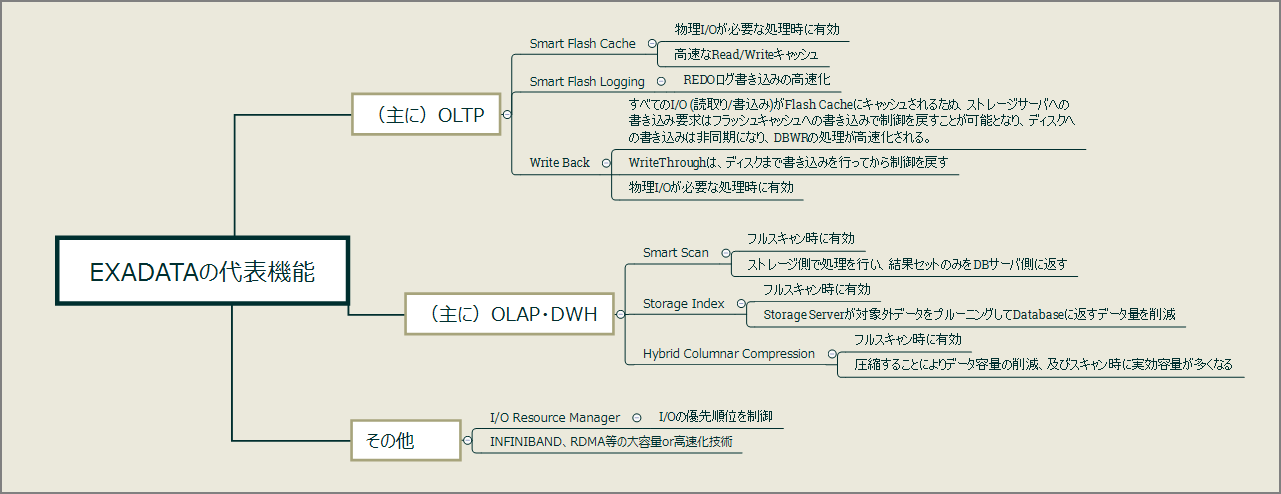 EXADATAの代表機能
（主に）OLTP
Smart Flash Cache
物理I/Oが必要な処理時に有効
高速なRead/Writeキャッシュ
Smart Flash Logging
REDOログ書き込みの高速化
Write Back
すべてのI/O (読取り/書込み)がFlash Cacheにキャッシュされるため、ストレージサーバへの
書き込み要求はフラッシュキャッシュへの書き込みで制御を戻すことが可能となり、ディスクへ
の書き込みは非同期になり、DBWRの処理が高速化される。
WriteThroughは、ディスクまで書き込みを行ってから制御を戻す
物理I/Oが必要な処理時に有効
（主に）OLAP・DWH
Smart Scan
フルスキャン時に有効
ストレージ側で処理を行い、結果セットのみをDBサーバ側に返す
Storage Index
フルスキャン時に有効
Storage Serverが対象外データをプルーニングしてDatabaseに返すデータ量を削減
Hybrid Columnar Compression
フルスキャン時に有効
圧縮することによりデータ容量の削減、及びスキャン時に実効容量が多くなる
その他
I/O Resource Manager
I/Oの優先順位を制御
INFINIBAND、RDMA等の大容量or高速化技術